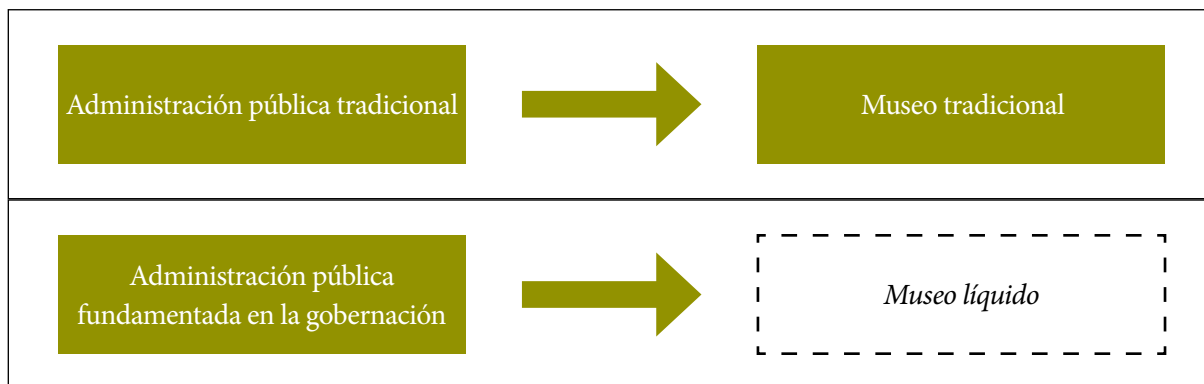 Administración pública tradicional
Museo tradicional
Administración pública
fundamentada en la gobernación
Museo líquido